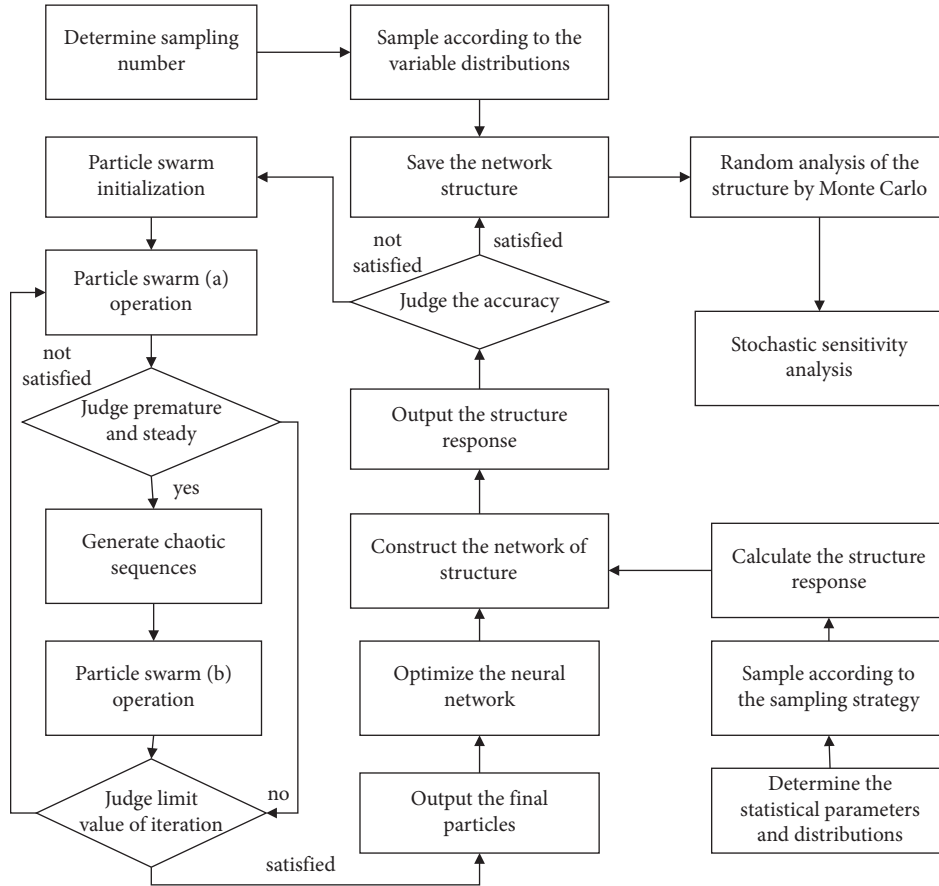 Determine sampling
number
Sample according to the
variable distributions
Particle swarm
initialization
Save the network
structure
Random analysis of the
structure by Monte Carlo
not
satisfied
satisfied
Particle swarm (a)
operation
Judge the accuracy
Stochastic sensitivity
analysis
not
satisfied
Judge premature
and steady
Output the structure
response
yes
Generate chaotic
sequences
Construct the network of
structure
Calculate the structure
response
Particle swarm (b)
operation
Optimize the neural
network
Sample according to
the sampling strategy
Judge limit
value of iteration
no
Output the final
particles
Determine the
statistical parameters
and distributions
satisfied